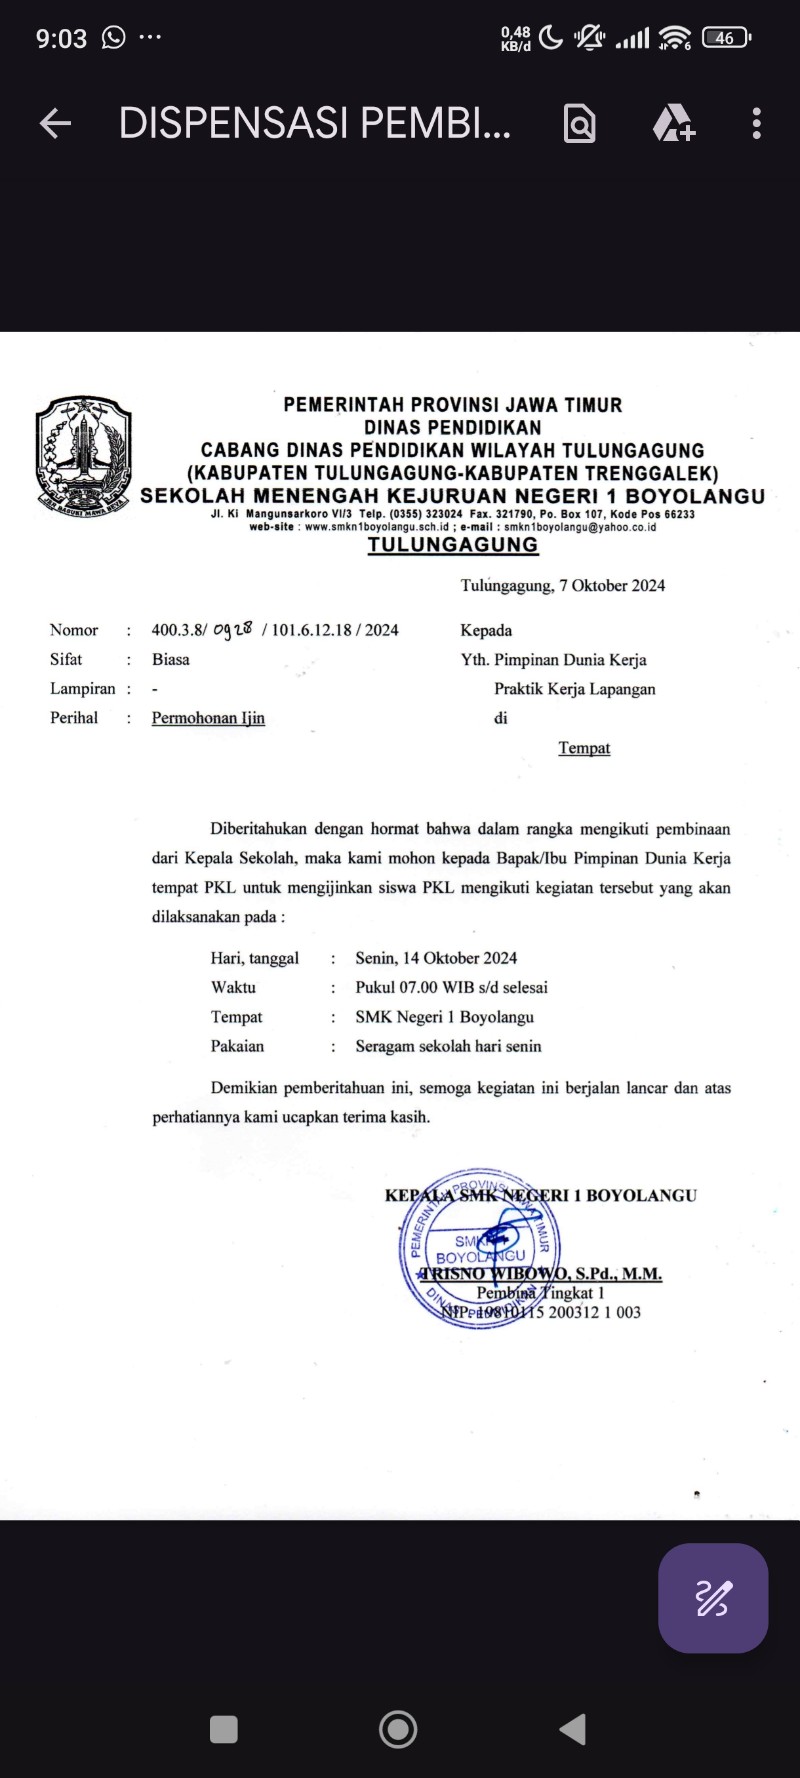 9:03
0,48
KB/d
6
46
DISPENSASI PEMBI...
PEMERINTAH PROVINSI JAWA TIMUR
DINAS PENDIDIKAN
CABANG DINAS PENDIDIKAN WILAYAH TULUNGAGUNG
(KABUPATEN TULUNGAGUNG-KABUPATEN TRENGGALEK)
SEKOLAH MENENGAH KEJURUAN NEGERI 1 BOYOLANGU
Jl. Ki Mangunsarkoro VI/3 Telp. (0355) 323024 Fax. 321790, Po. Box 107, Kode Pos 66233
web-site : www.smkn1boyolangu.sch.id ; e-mail : smkn1boyolangu@yahoo.co.id
TULUNGAGUNG
JAWA TIMUR
JER BASUKI MAWA BEYA
Tulungagung, 7 Oktober 2024
Nomor : 400.3.8/ 0928 / 101.6.12.18 / 2024
Sifat : Biasa
Lampiran : -
Perihal : Permohonan Ijin
Kepada
Yth. Pimpinan Dunia Kerja
Praktik Kerja Lapangan
di
Tempat
Diberitahukan dengan hormat bahwa dalam rangka mengikuti pembinaan
dari Kepala Sekolah, maka kami mohon kepada Bapak/Ibu Pimpinan Dunia Kerja
tempat PKL untuk mengijinkan siswa PKL mengikuti kegiatan tersebut yang akan
dilaksanakan pada :
Hari, tanggal : Senin, 14 Oktober 2024
Waktu : Pukul 07.00 WIB s/d selesai
Tempat : SMK Negeri 1 Boyolangu
Pakaian : Seragam sekolah hari senin
Demikian pemberitahuan ini, semoga kegiatan ini berjalan lancar dan atas
perhatiannya kami ucapkan terima kasih.
KEPALA SMK NEGERI 1 BOYOLANGU
PEMERINTAH PROVINSI JAWA TIMUR
BOYOLANGU
DINAS PENDIDIKAN
TRISNO WIBOWO, S.Pd., M.M.
Pembina Tingkat 1
NIP. 19810115 200312 1 003